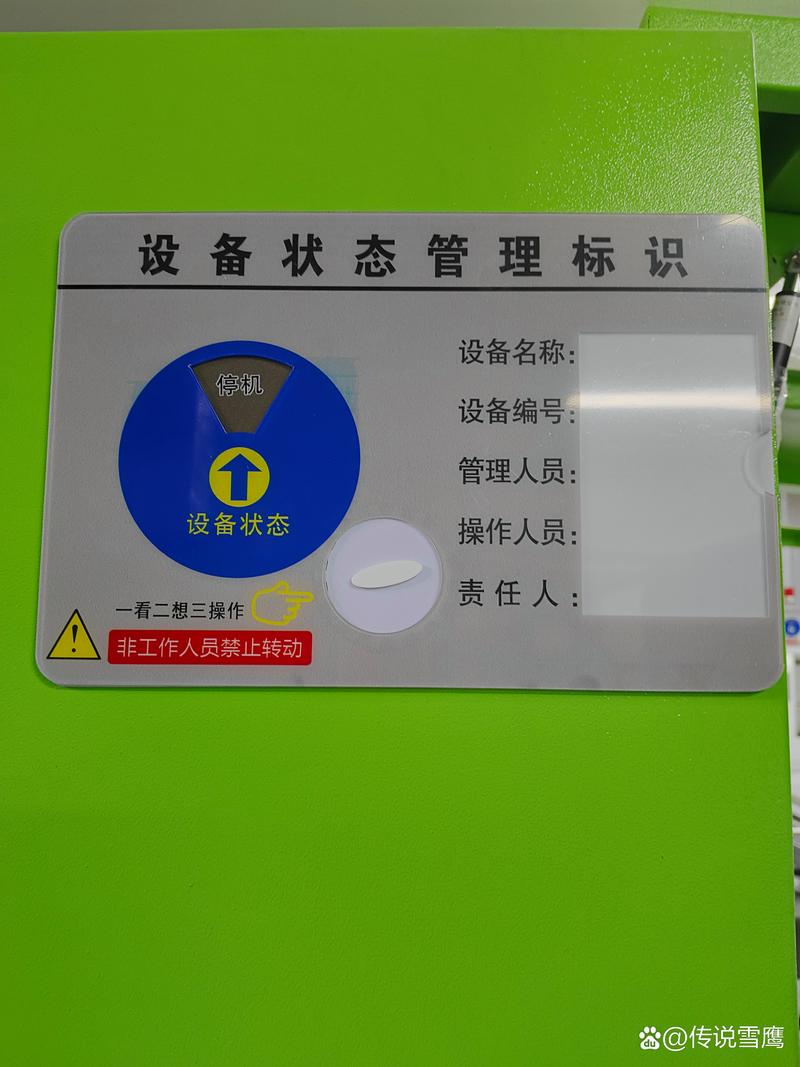 设备状态管理标识
停机
设备状态
一看二想三操作
非工作人员禁止转动
设备名称：
设备编号：
管理人员：
操作人员：
责任人：
du @传说雪鹰